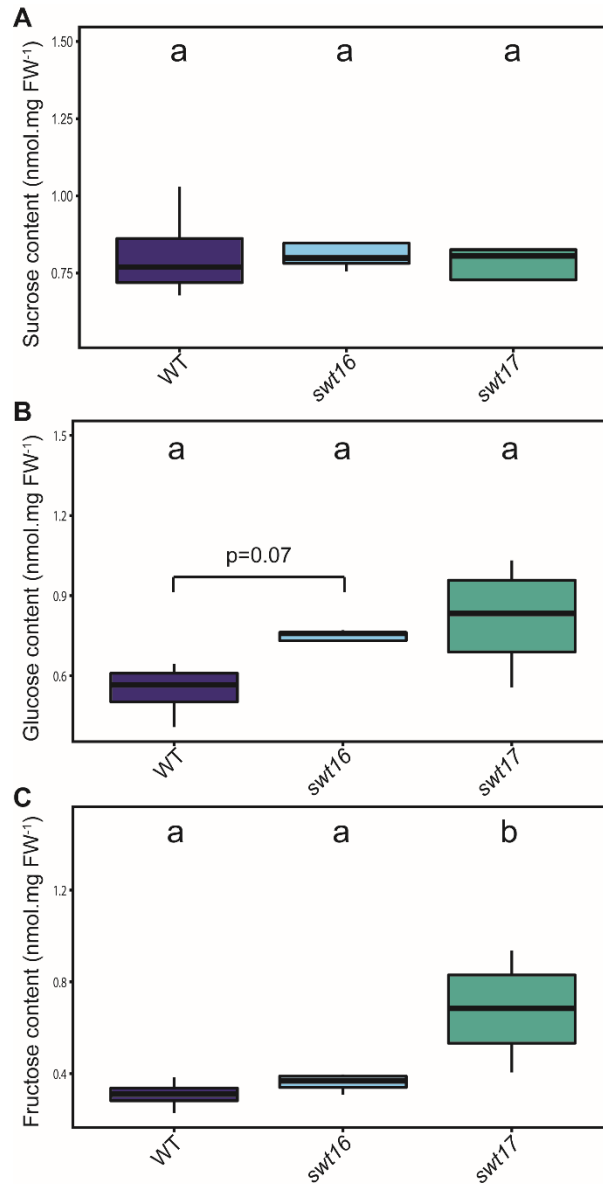 A
Sucrose content (nmol.mg FW⁻¹)
1.50
1.25
1.00
0.75
a a a
WT swt16 swt17
B
Glucose content (nmol.mg FW⁻¹)
1.5
1.2
0.9
0.6
a a a
p=0.07
WT swt16 swt17
C
Fructose content (nmol.mg FW⁻¹)
1.2
0.8
0.4
a a b
WT swt16 swt17